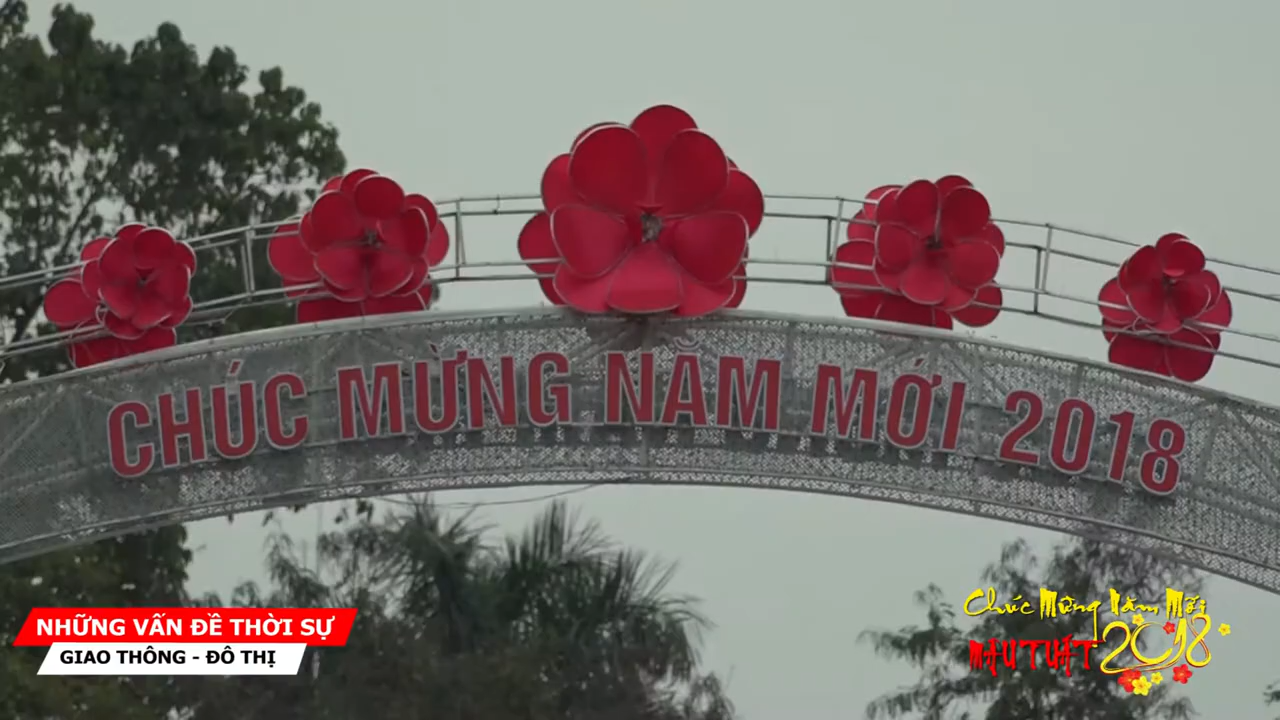 CHÚC MỪNG NĂM MỚI 2018
NHỮNG VẤN ĐỀ THỜI SỰ
GIAO THÔNG - ĐÔ THỊ
Chúc Mừng Năm Mới
MẬU TUẤT 2018